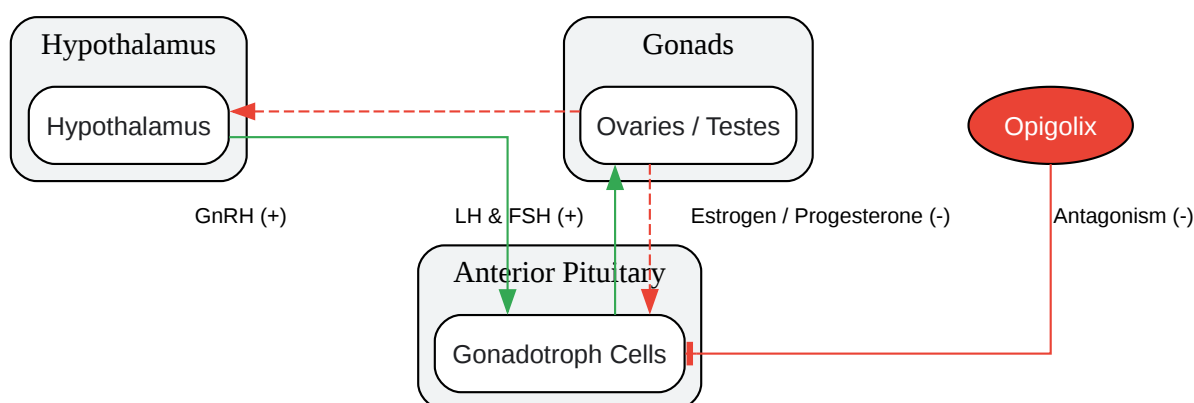 Hypothalamus
Gonads
Hypothalamus
Ovaries / Testes
Opigolix
GnRH (+)
LH & FSH (+)
Estrogen / Progesterone (-)
Antagonism (-)
Anterior Pituitary
Gonadotroph Cells